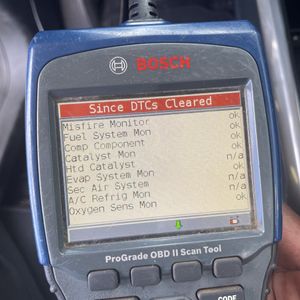 BOSCH
Since DTCs Cleared
Misfire Monitor ok
Fuel System Mon ok
Comp Component ok
Catalyst Mon ok
Htd Catalyst n/a
Evap System Mon ok
Sec Air System n/a
A/C Refrig Mon n/a
Oxygen Sens Mon ok
ProGrade OBD II Scan Tool
CODE